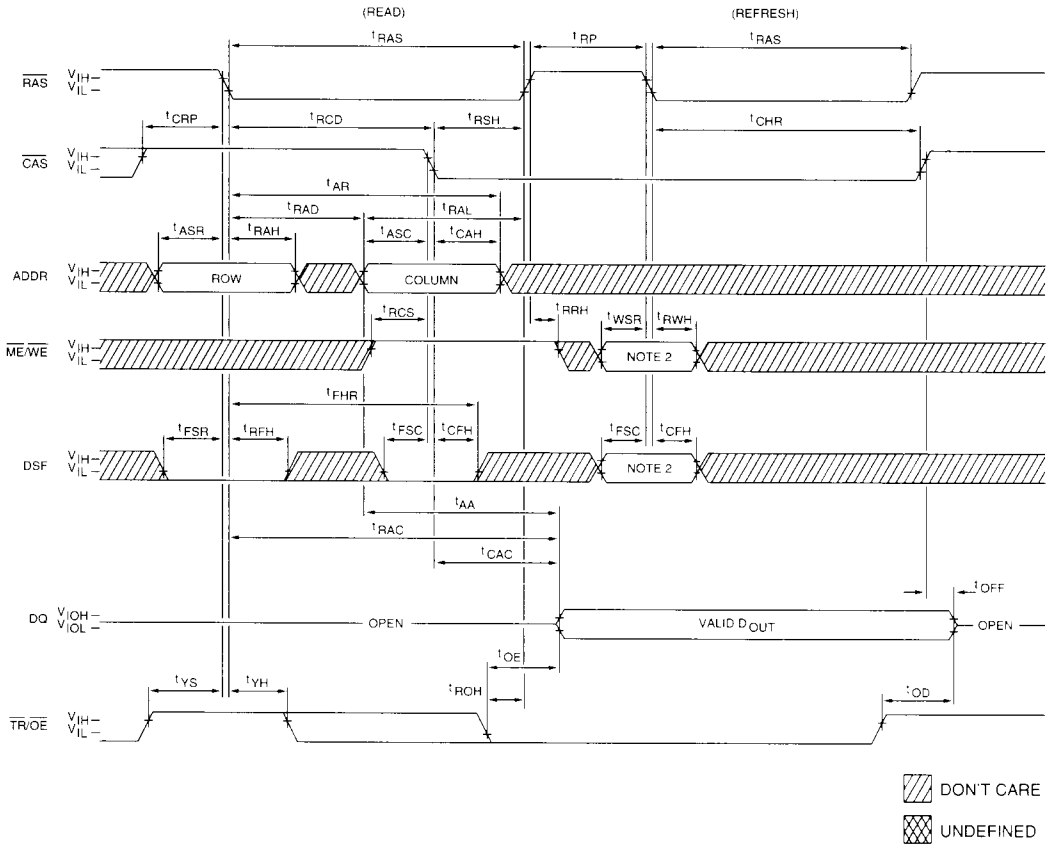 (READ) (REFRESH)
tRAS tRP tRAS
RAS VIH VIL
tCRP tRCD tRSH tCHR
CAS VIH VIL
tAR
tRAD tRAL
tASR tRAH tASC tCAH
ADDR VIH VIL ROW COLUMN
tRCS tRRH tWSR tRWH
ME/WE VIH VIL NOTE 2
tFHR
tFSR tRFH tFSC tCFH tFSC tCFH
DSF VIH VIL NOTE 2
tAA
tRAC
tCAC
tOFF
DQ VIOH VIOL OPEN VALID DOUT OPEN
tOE
tYS tYH tROH tOD
TR/OE VIH VIL
DON'T CARE
UNDEFINED